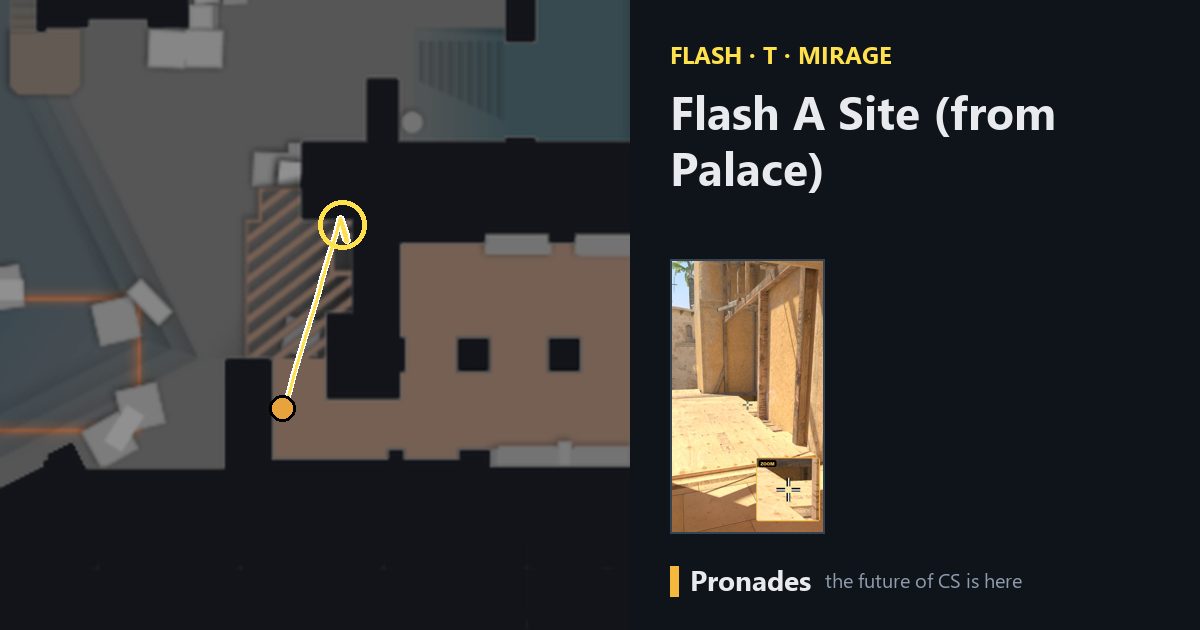 FLASH · T · MIRAGE
Flash A Site (from
Palace)
ZOOM
Pronades the future of CS is here